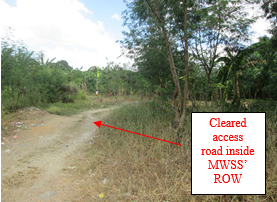 Cleared
access
road inside
MWSS’
ROW